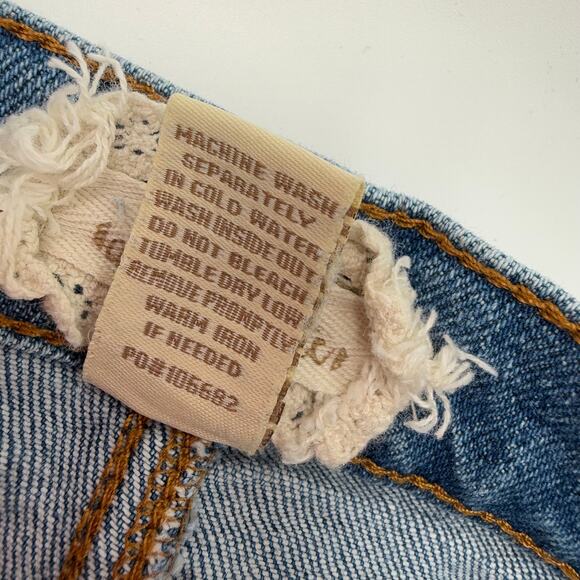 MACHINE WASH
SEPARATELY
IN COLD WATER
WASH INSIDE OUT
DO NOT BLEACH
TUMBLE DRY LOW
REMOVE PROMPTLY
WARM IRON
IF NEEDED
PO#106682